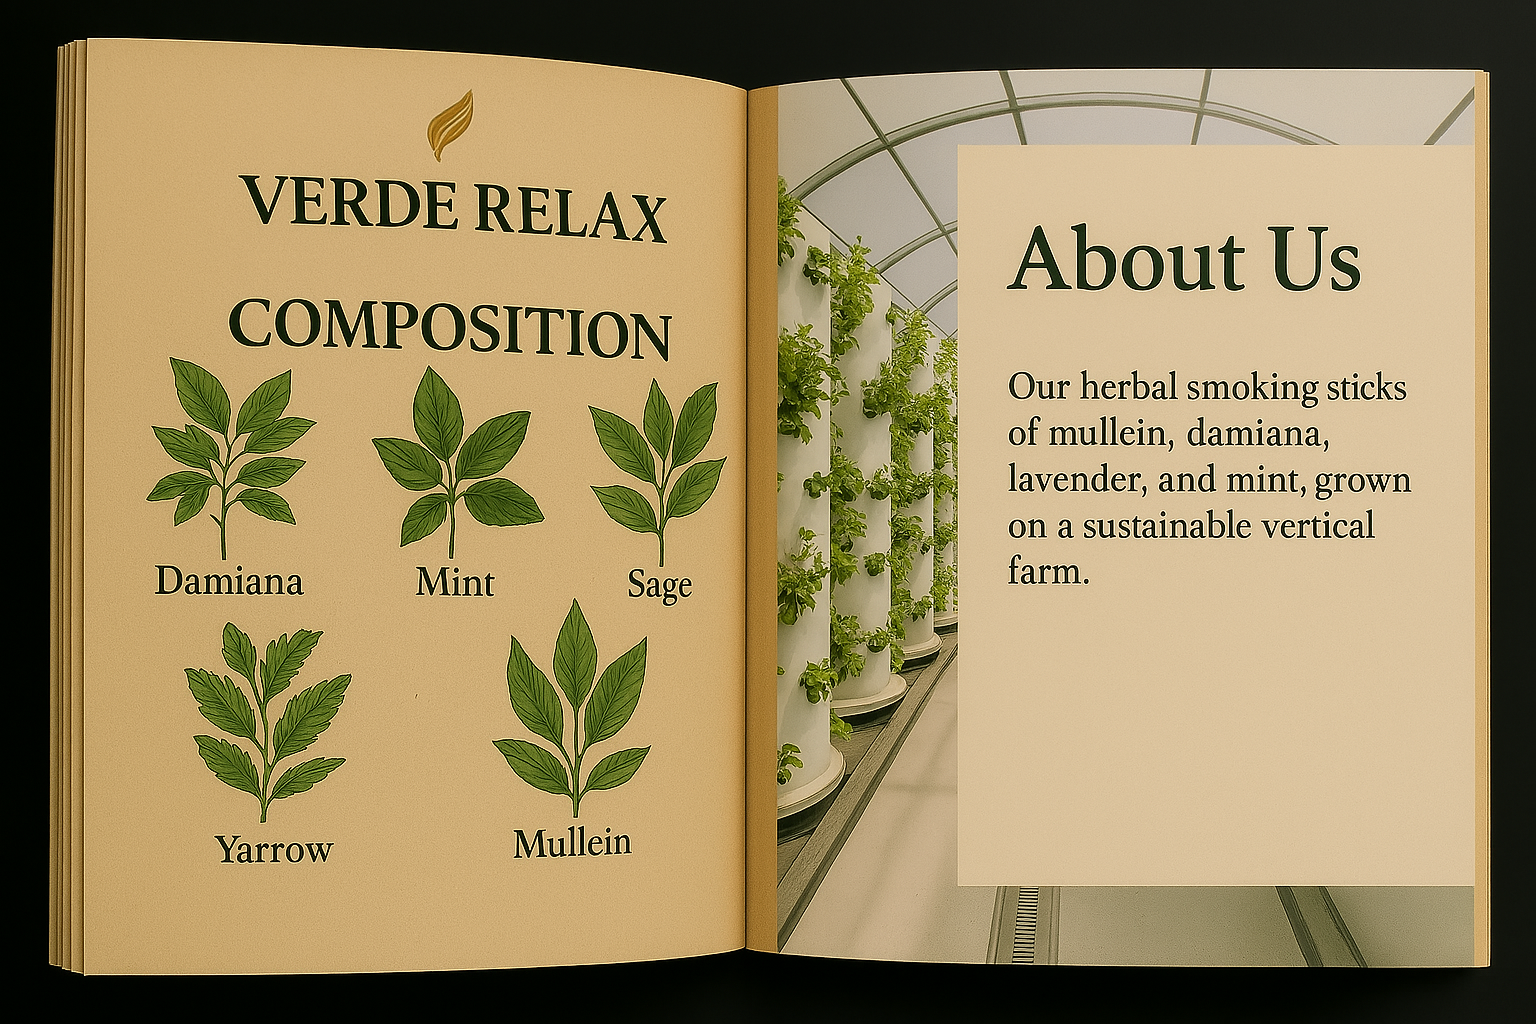 VERDE RELAX
COMPOSITION
Damiana
Mint
Sage
Yarrow
Mullein
About Us
Our herbal smoking sticks
of mullein, damiana,
lavender, and mint, grown
on a sustainable vertical
farm.